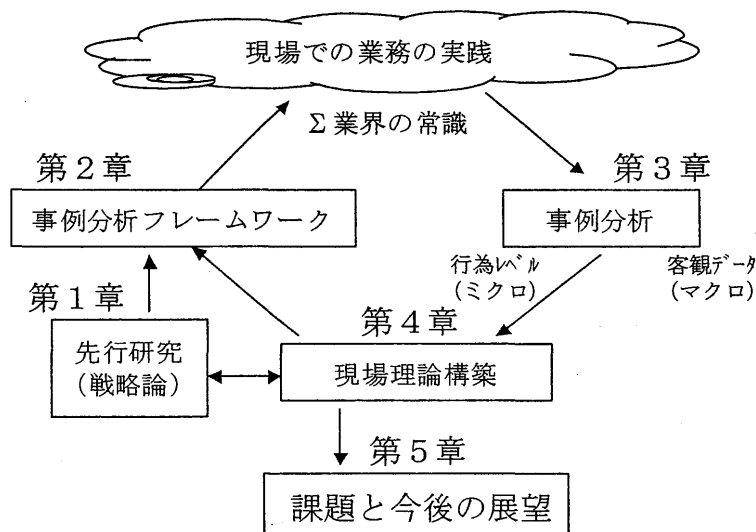 現場での業務の実践
Σ業界の常識
第2章
第3章
事例分析フレームワーク
事例分析
行為ﾚﾍﾞﾙ
(ミクロ)
客観ﾃﾞｰﾀ
(マクロ)
第1章
第4章
先行研究
(戦略論)
現場理論構築
第5章
課題と今後の展望